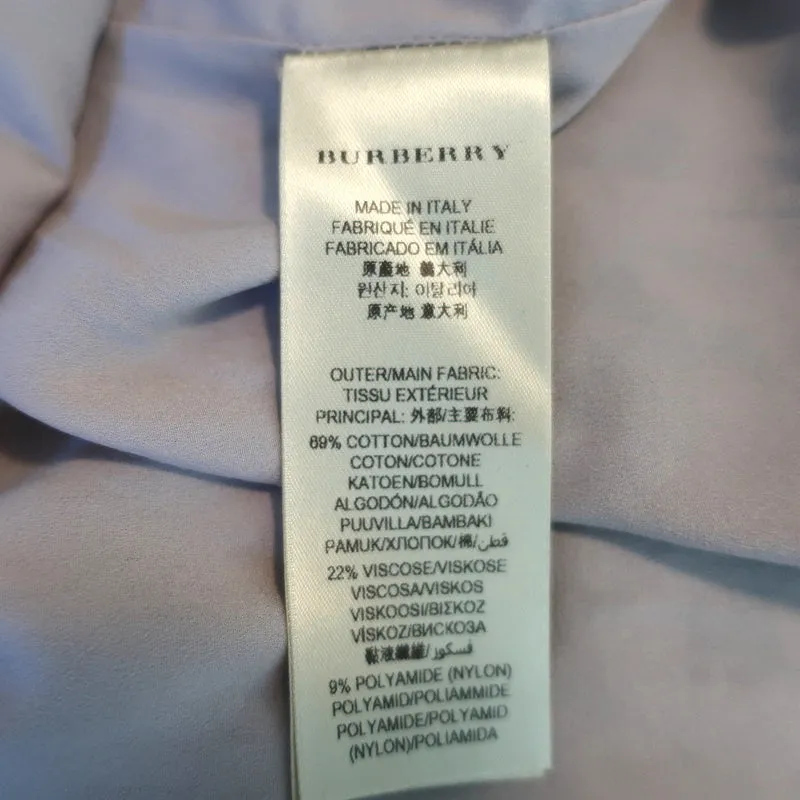 BURBERRY
MADE IN ITALY
FABRIQUÉ EN ITALIE
FABRICADO EM ITÁLIA
原產地 義大利
원산지: 이탈리아
原产地 意大利
OUTER/MAIN FABRIC:
TISSU EXTÉRIEUR
PRINCIPAL: 外部/主要布料:
69% COTTON/BAUMWOLLE
COTON/COTONE
KATOEN/BOMULL
ALGODÓN/ALGODÃO
PUUVILLA/BAMBAKI
PAMUK/ХЛОПОК/棉/قطن
22% VISCOSE/VISKOSE
VISCOSA/VISKOS
VISKOOSI/ΒΙΣΚΟΖ
VİSKOZ/ВИСКОЗА
黏液纖維/فسكوز
9% POLYAMIDE (NYLON)
POLYAMID/POLIAMMIDE
POLYAMIDE/POLYAMID
(NYLON)/POLIAMIDA